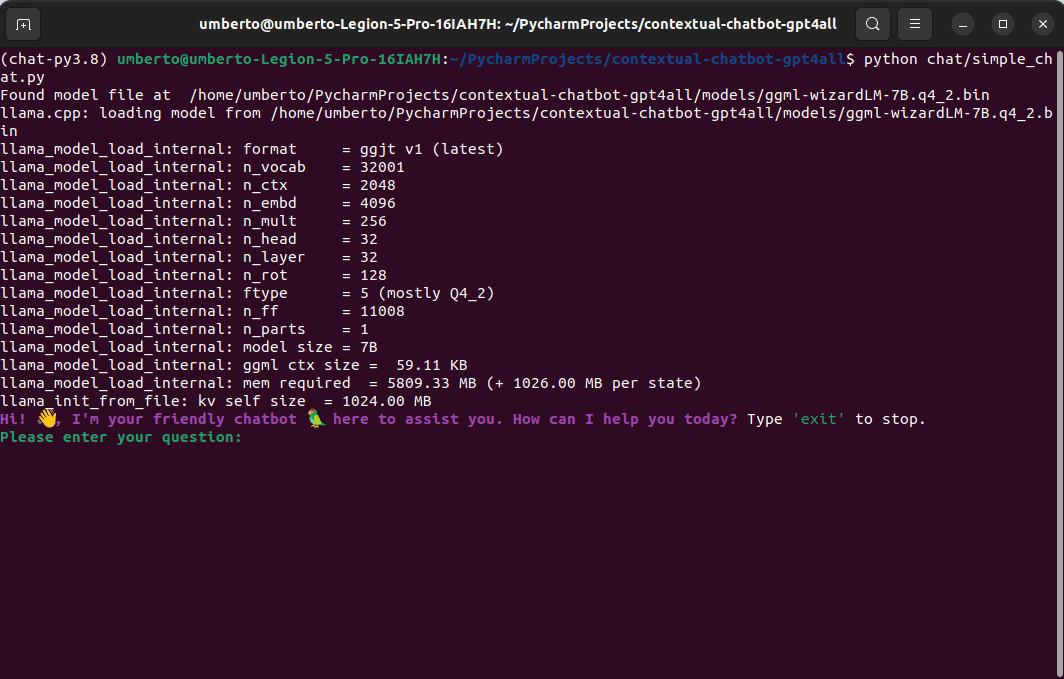 umberto@umberto-Legion-5-Pro-16IAH7H: ~/PycharmProjects/contextual-chatbot-gpt4all
(chat-py3.8) umberto@umberto-Legion-5-Pro-16IAH7H:~/PycharmProjects/contextual-chatbot-gpt4all$ python chat/simple_ch
at.py
Found model file at  /home/umberto/PycharmProjects/contextual-chatbot-gpt4all/models/ggml-wizardLM-7B.q4_2.bin
llama.cpp: loading model from /home/umberto/PycharmProjects/contextual-chatbot-gpt4all/models/ggml-wizardLM-7B.q4_2.b
in
llama_model_load_internal: format     = ggjt v1 (latest)
llama_model_load_internal: n_vocab    = 32001
llama_model_load_internal: n_ctx      = 2048
llama_model_load_internal: n_embd     = 4096
llama_model_load_internal: n_mult     = 256
llama_model_load_internal: n_head     = 32
llama_model_load_internal: n_layer    = 32
llama_model_load_internal: n_rot      = 128
llama_model_load_internal: ftype      = 5 (mostly Q4_2)
llama_model_load_internal: n_ff       = 11008
llama_model_load_internal: n_parts    = 1
llama_model_load_internal: model size = 7B
llama_model_load_internal: ggml ctx size =  59.11 KB
llama_model_load_internal: mem required  = 5809.33 MB (+ 1026.00 MB per state)
llama_init_from_file: kv self size  = 1024.00 MB
Hi! 👋, I'm your friendly chatbot 🦜 here to assist you. How can I help you today? Type 'exit' to stop.
Please enter your question: